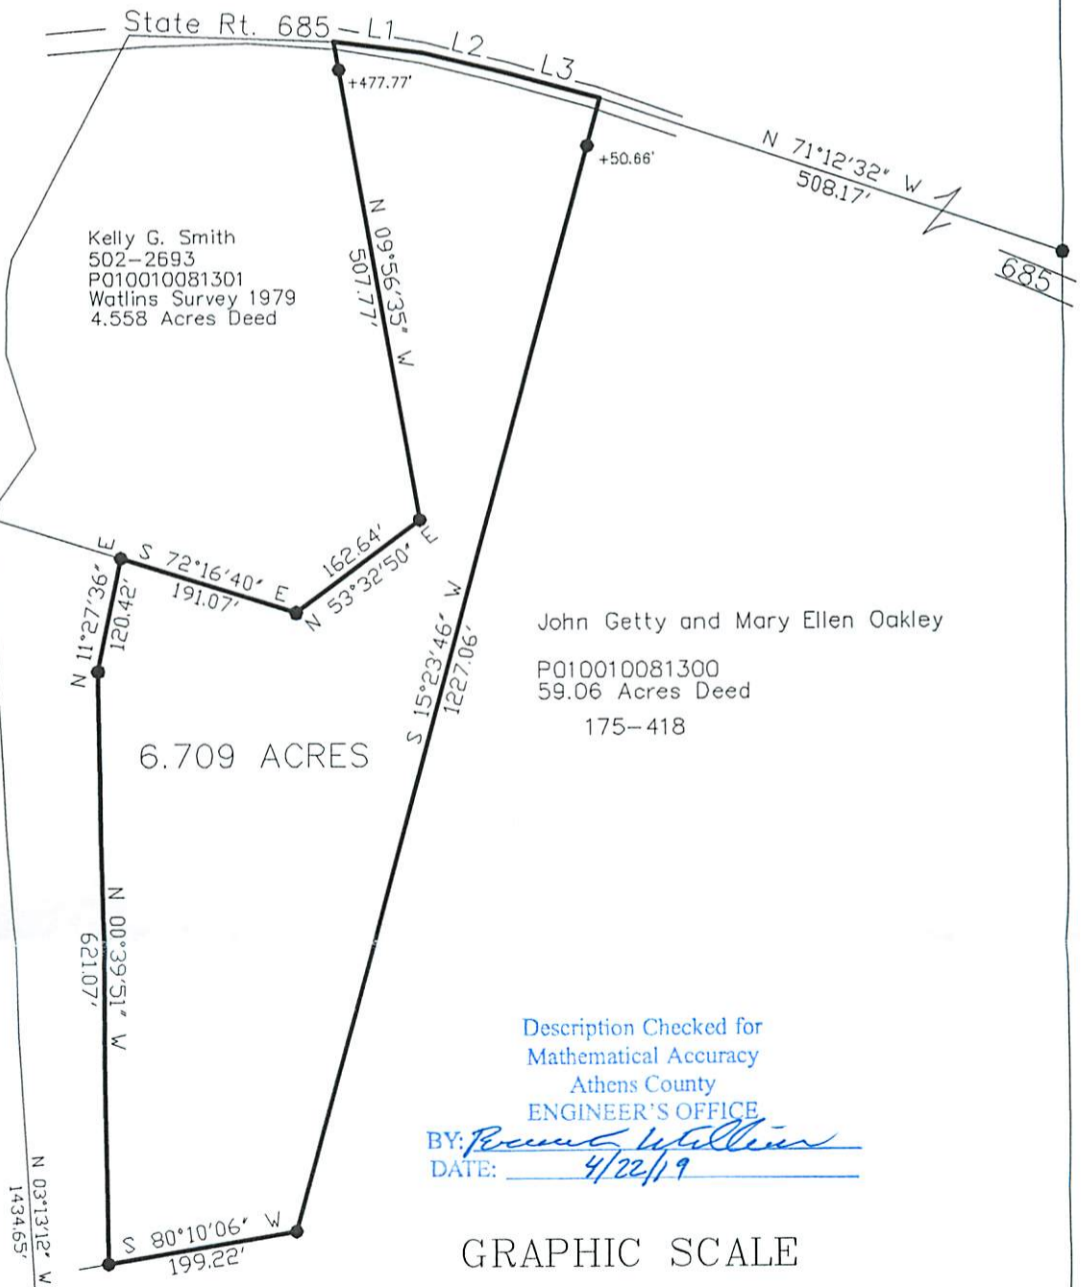 State Rt. 685 – L1 L2 L3
+477.77'
+50.66'
N 71°12'32" W
508.17'
685
Kelly G. Smith
502-2693
P010010081301
Watlins Survey 1979
4.558 Acres Deed
N 09°56'35" W
507.77'
162.64'
N 53°32'50" E
S 72°16'40" E
191.07'
N 11°27'36" E
120.42'
S 15°23'46" W
1227.06'
John Getty and Mary Ellen Oakley
P010010081300
59.06 Acres Deed
175-418
6.709 ACRES
N 00°39'51" W
621.07'
Description Checked for
Mathematical Accuracy
Athens County
ENGINEER'S OFFICE
BY:
DATE: 4/22/19
N 03°13'12" W
1434.65'
S 80°10'06" W
199.22'
GRAPHIC SCALE